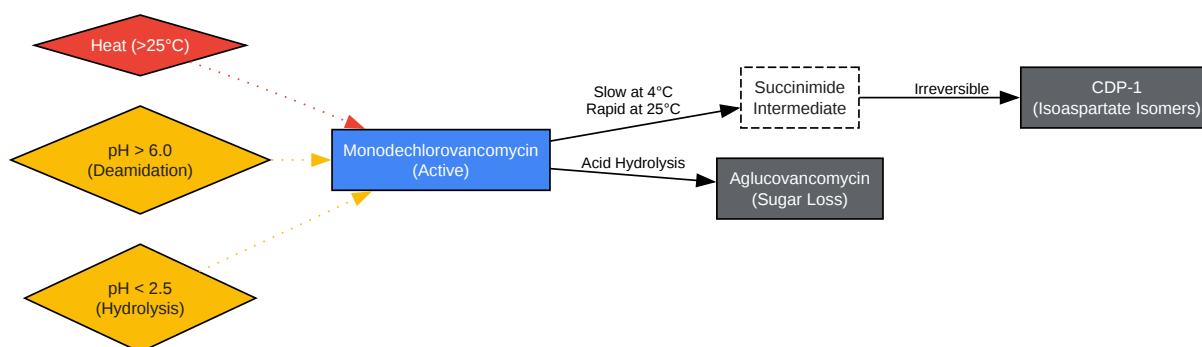 Heat (>25°C)
pH > 6.0
(Deamidation)
pH < 2.5
(Hydrolysis)
Monodechlorovancomycin
(Active)
Slow at 4°C
Rapid at 25°C
Acid Hydrolysis
Succinimide
Intermediate
Aglucovancomycin
(Sugar Loss)
Irreversible
CDP-1
(Isoaspartate Isomers)